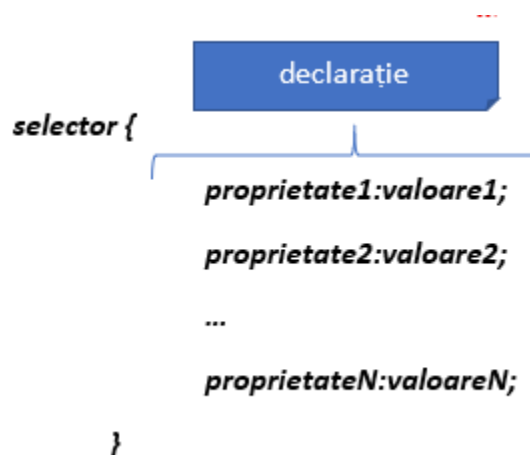 declarație
selector {
proprietate1:valoare1;
proprietate2:valoare2;
...
proprietateN:valoareN;
}